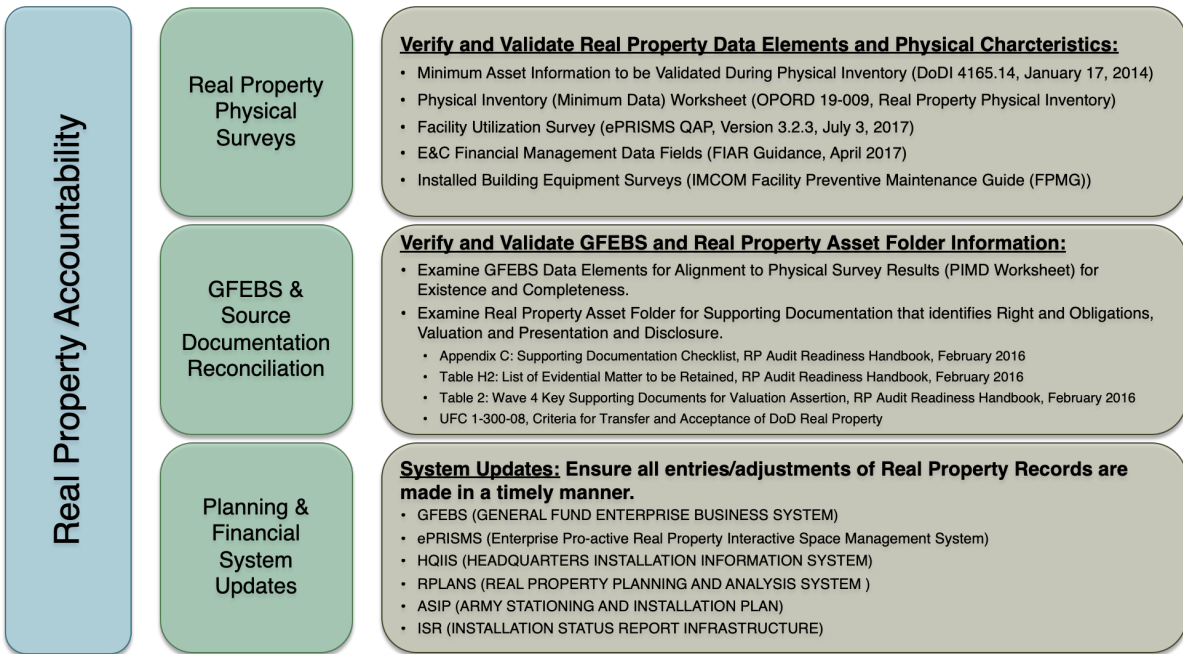 Real Property Accountability
Real Property
Physical
Surveys
Verify and Validate Real Property Data Elements and Physical Charcteristics:
• Minimum Asset Information to be Validated During Physical Inventory (DoDI 4165.14, January 17, 2014)
• Physical Inventory (Minimum Data) Worksheet (OPORD 19-009, Real Property Physical Inventory)
• Facility Utilization Survey (ePRISMS QAP, Version 3.2.3, July 3, 2017)
• E&C Financial Management Data Fields (FIAR Guidance, April 2017)
• Installed Building Equipment Surveys (IMCOM Facility Preventive Maintenance Guide (FPMG))
GFEBS &
Source
Documentation
Reconciliation
Verify and Validate GFEBS and Real Property Asset Folder Information:
• Examine GFEBS Data Elements for Alignment to Physical Survey Results (PIMD Worksheet) for
Existence and Completeness.
• Examine Real Property Asset Folder for Supporting Documentation that identifies Right and Obligations,
Valuation and Presentation and Disclosure.
• Appendix C: Supporting Documentation Checklist, RP Audit Readiness Handbook, February 2016
• Table H2: List of Evidential Matter to be Retained, RP Audit Readiness Handbook, February 2016
• Table 2: Wave 4 Key Supporting Documents for Valuation Assertion, RP Audit Readiness Handbook, February 2016
• UFC 1-300-08, Criteria for Transfer and Acceptance of DoD Real Property
Planning &
Financial
System
Updates
System Updates: Ensure all entries/adjustments of Real Property Records are
made in a timely manner.
• GFEBS (GENERAL FUND ENTERPRISE BUSINESS SYSTEM)
• ePRISMS (Enterprise Pro-active Real Property Interactive Space Management System)
• HQIIS (HEADQUARTERS INSTALLATION INFORMATION SYSTEM)
• RPLANS (REAL PROPERTY PLANNING AND ANALYSIS SYSTEM )
• ASIP (ARMY STATIONING AND INSTALLATION PLAN)
• ISR (INSTALLATION STATUS REPORT INFRASTRUCTURE)